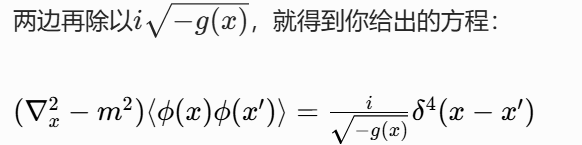 两边再除以i√−g(x)，就得到你给出的方程：
(∇²ₓ − m²)⟨ϕ(x)ϕ(x′)⟩ = i/√−g(x) δ⁴(x − x′)